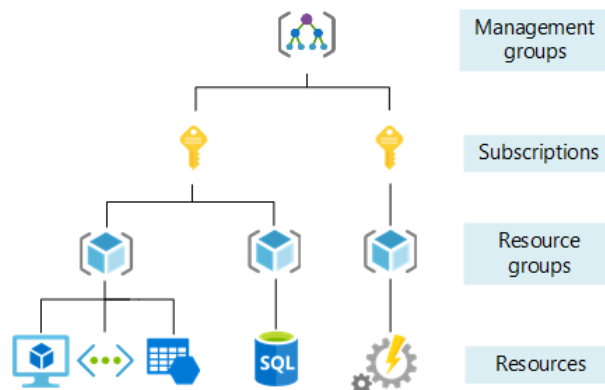 Management
groups
Subscriptions
Resource
groups
SQL
Resources